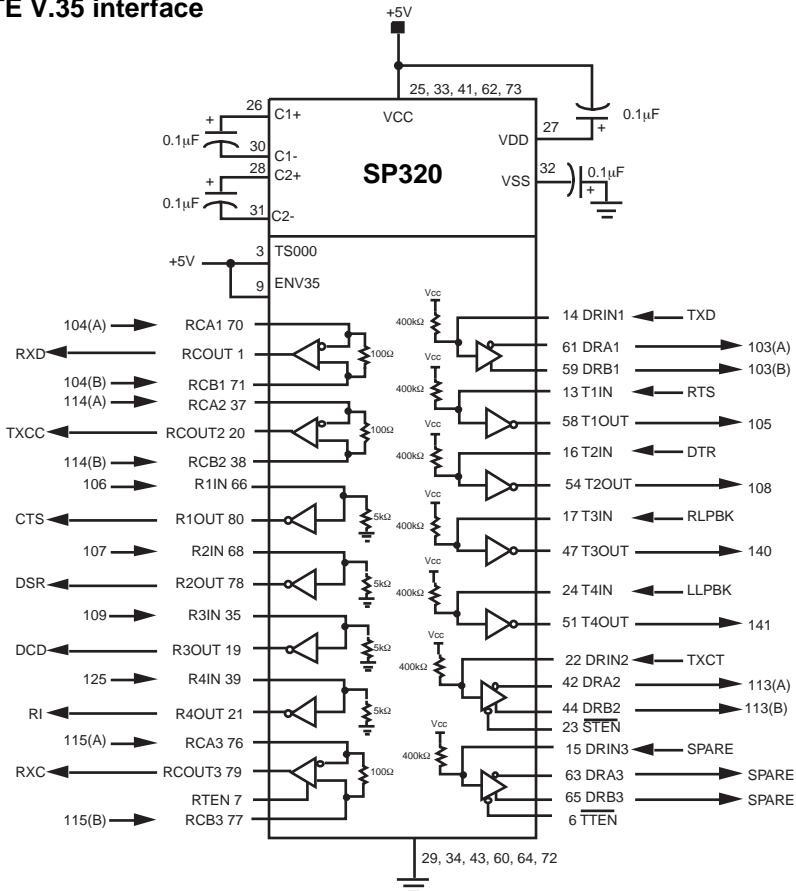 TE V.35 interface
+5V
25, 33, 41, 62, 73
26 C1+
VCC
+
0.1μF
27
VDD
+
0.1μF
30
C1-
28
C2+
SP320
32
VSS
0.1μF
+
+
0.1μF
31
C2-
3 TS000
+5V
9 ENV35
104(A) RCA1 70
RXD RCOUT 1
100Ω
104(B) RCB1 71
114(A) RCA2 37
TXCC RCOUT2 20
100Ω
114(B) RCB2 38
106 R1IN 66
CTS R1OUT 80
5kΩ
107 R2IN 68
DSR R2OUT 78
5kΩ
109 R3IN 35
DCD R3OUT 19
5kΩ
125 R4IN 39
RI R4OUT 21
5kΩ
115(A) RCA3 76
RXC RCOUT3 79
100Ω
RTEN 7
115(B) RCB3 77
Vcc
400kΩ
14 DRIN1 TXD
61 DRA1 103(A)
59 DRB1 103(B)
Vcc
400kΩ
13 T1IN RTS
58 T1OUT 105
Vcc
400kΩ
16 T2IN DTR
54 T2OUT 108
Vcc
400kΩ
17 T3IN RLPBK
47 T3OUT 140
Vcc
400kΩ
24 T4IN LLPBK
51 T4OUT 141
Vcc
400kΩ
22 DRIN2 TXCT
42 DRA2 113(A)
44 DRB2 113(B)
23 STEN
Vcc
400kΩ
15 DRIN3 SPARE
63 DRA3 SPARE
65 DRB3 SPARE
6 TTEN
29, 34, 43, 60, 64, 72